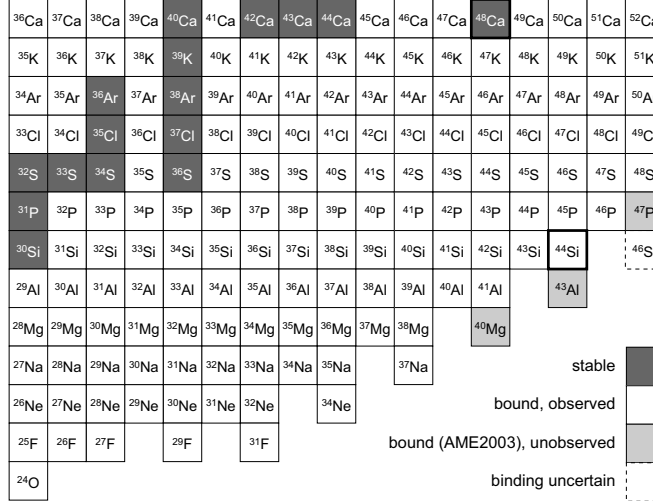 36Ca 37Ca 38Ca 39Ca 40Ca 41Ca 42Ca 43Ca 44Ca 45Ca 46Ca 47Ca 48Ca 49Ca 50Ca 51Ca 52Ca
35K 36K 37K 38K 39K 40K 41K 42K 43K 44K 45K 46K 47K 48K 49K 50K 51K
34Ar 35Ar 36Ar 37Ar 38Ar 39Ar 40Ar 41Ar 42Ar 43Ar 44Ar 45Ar 46Ar 47Ar 48Ar 49Ar 50A
33Cl 34Cl 35Cl 36Cl 37Cl 38Cl 39Cl 40Cl 41Cl 42Cl 43Cl 44Cl 45Cl 46Cl 47Cl 48Cl 49C
32S 33S 34S 35S 36S 37S 38S 39S 40S 41S 42S 43S 44S 45S 46S 47S 48S
31P 32P 33P 34P 35P 36P 37P 38P 39P 40P 41P 42P 43P 44P 45P 46P 47P
30Si 31Si 32Si 33Si 34Si 35Si 36Si 37Si 38Si 39Si 40Si 41Si 42Si 43Si 44Si 46S
29Al 30Al 31Al 32Al 33Al 34Al 35Al 36Al 37Al 38Al 39Al 40Al 41Al 43Al
28Mg 29Mg 30Mg 31Mg 32Mg 33Mg 34Mg 35Mg 36Mg 37Mg 38Mg 40Mg
27Na 28Na 29Na 30Na 31Na 32Na 33Na 34Na 35Na 37Na stable
26Ne 27Ne 28Ne 29Ne 30Ne 31Ne 32Ne 34Ne bound, observed
25F 26F 27F 29F 31F bound (AME2003), unobserved
24O binding uncertain